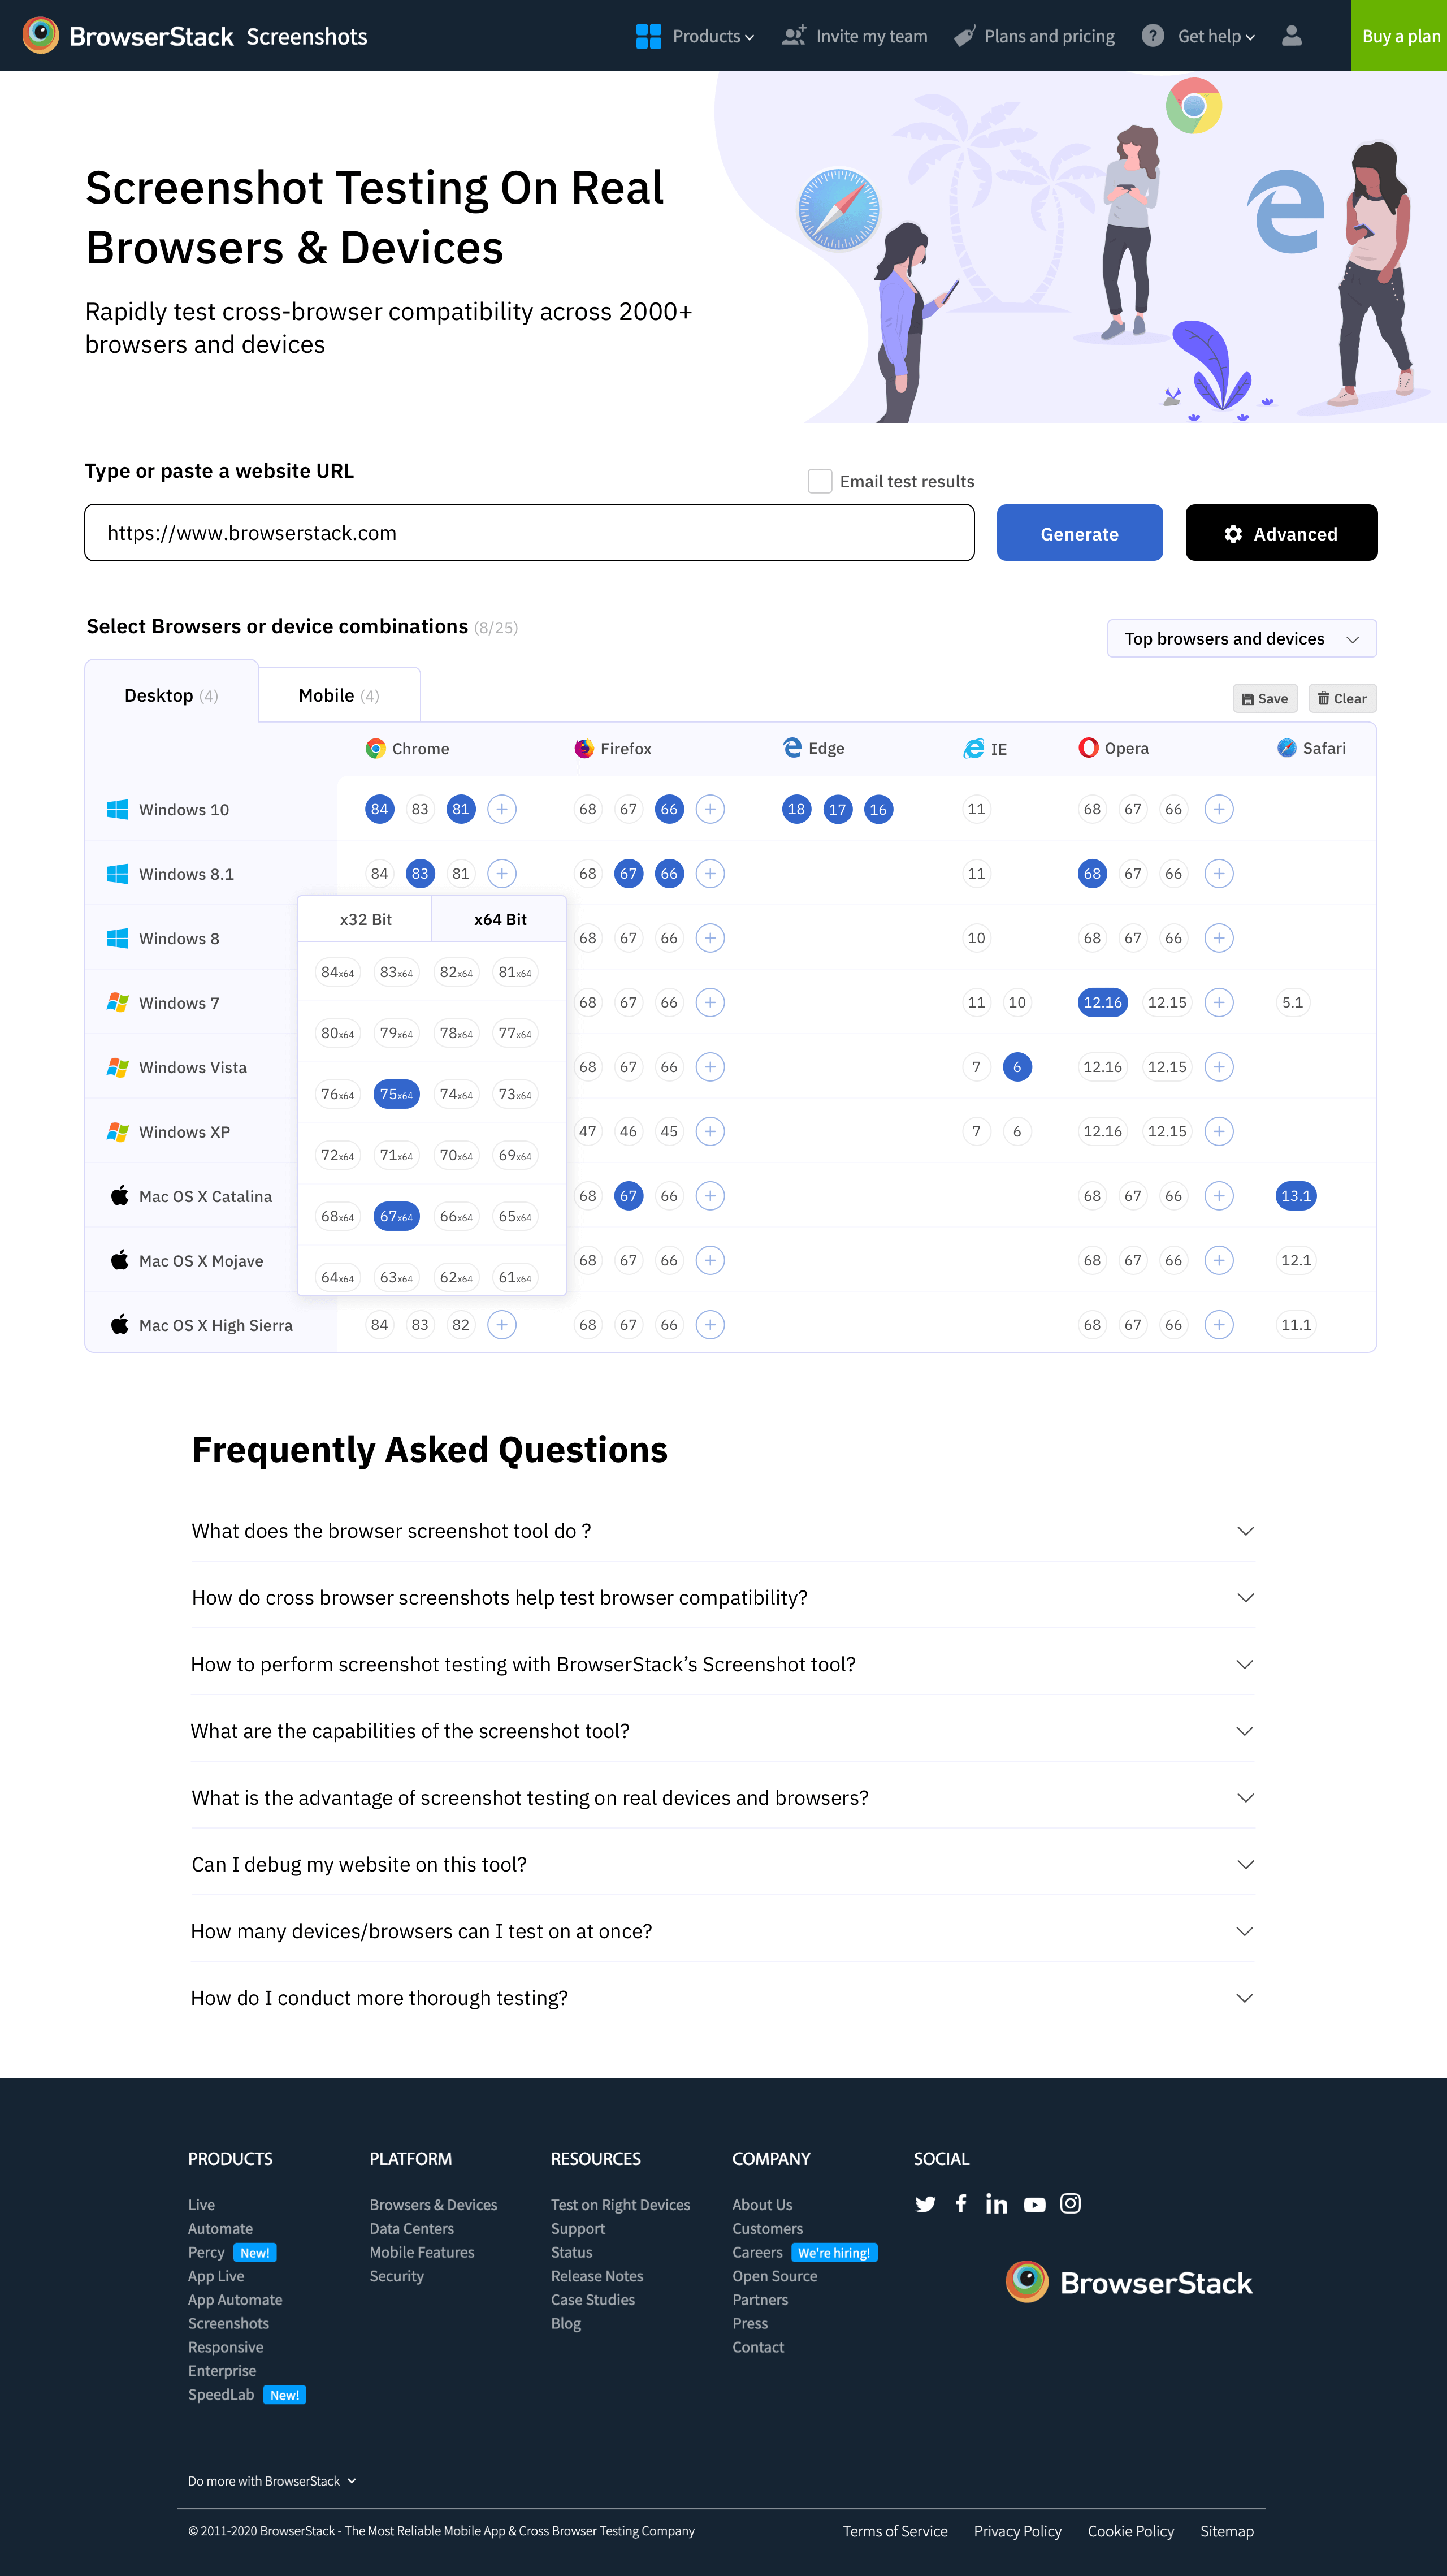 BrowserStack Screenshots
Products
Invite my team
Plans and pricing
? Get help
Buy a plan
Screenshot Testing On Real
Browsers & Devices
Rapidly test cross-browser compatibility across 2000+
browsers and devices
Type or paste a website URL
Email test results
https://www.browserstack.com
Generate
Advanced
Select Browsers or device combinations (8/25)
Top browsers and devices
Desktop (4)
Mobile (4)
Save
Clear
Chrome Firefox Edge IE Opera Safari
Windows 10 84 83 81 + 68 67 66 + 18 17 16 11 68 67 66 +
Windows 8.1 84 83 81 + 68 67 66 + 11 68 67 66 +
x32 Bit x64 Bit
Windows 8 68 67 66 + 10 68 67 66 +
84x64 83x64 82x64 81x64
Windows 7 68 67 66 + 11 10 12.16 12.15 + 5.1
80x64 79x64 78x64 77x64
Windows Vista 68 67 66 + 7 6 12.16 12.15 +
76x64 75x64 74x64 73x64
Windows XP 47 46 45 + 7 6 12.16 12.15 +
72x64 71x64 70x64 69x64
Mac OS X Catalina 68 67 66 + 68 67 66 + 13.1
68x64 67x64 66x64 65x64
Mac OS X Mojave 68 67 66 + 68 67 66 + 12.1
64x64 63x64 62x64 61x64
Mac OS X High Sierra 84 83 82 + 68 67 66 + 68 67 66 + 11.1
Frequently Asked Questions
What does the browser screenshot tool do ?
How do cross browser screenshots help test browser compatibility?
How to perform screenshot testing with BrowserStack’s Screenshot tool?
What are the capabilities of the screenshot tool?
What is the advantage of screenshot testing on real devices and browsers?
Can I debug my website on this tool?
How many devices/browsers can I test on at once?
How do I conduct more thorough testing?
PRODUCTS
Live
Automate
Percy New!
App Live
App Automate
Screenshots
Responsive
Enterprise
SpeedLab New!
PLATFORM
Browsers & Devices
Data Centers
Mobile Features
Security
RESOURCES
Test on Right Devices
Support
Status
Release Notes
Case Studies
Blog
COMPANY
About Us
Customers
Careers We're hiring!
Open Source
Partners
Press
Contact
SOCIAL
BrowserStack
Do more with BrowserStack
© 2011-2020 BrowserStack - The Most Reliable Mobile App & Cross Browser Testing Company
Terms of Service Privacy Policy Cookie Policy Sitemap